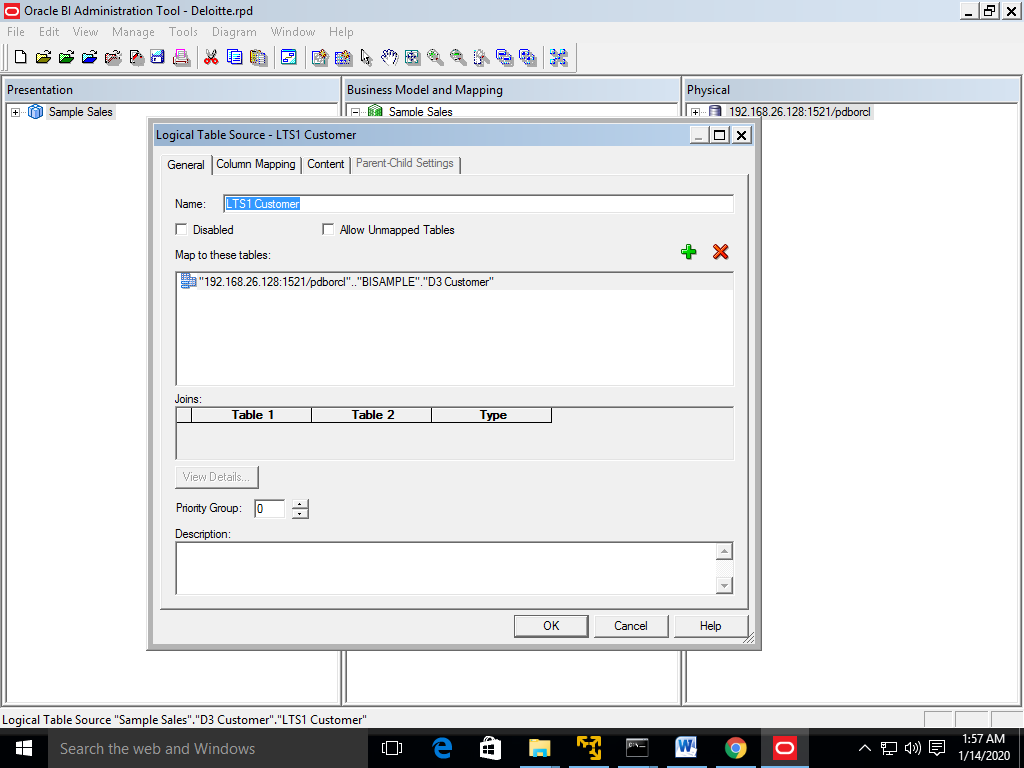 Oracle BI Administration Tool - Deloitte.rpd
File Edit View Manage Tools Diagram Window Help
Presentation
Business Model and Mapping
Physical
Sample Sales
Sample Sales
192.168.26.128:1521/pdborcl
Logical Table Source - LTS1 Customer
General Column Mapping Content Parent-Child Settings
Name: LTS1 Customer
Disabled Allow Unmapped Tables
Map to these tables:
"192.168.26.128:1521/pdborcl".."BISAMPLE"."D3 Customer"
Joins:
Table 1 Table 2 Type
View Details...
Priority Group: 0
Description:
OK Cancel Help
Logical Table Source "Sample Sales"."D3 Customer"."LTS1 Customer"
Search the web and Windows
1:57 AM
1/14/2020